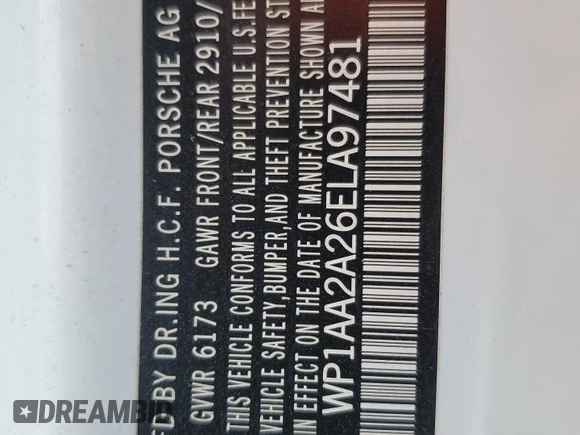 FD BY DR.ING H.C.F. PORSCHE AG
GVWR 6173 GAWR FRONT/REAR 2910/
THIS VEHICLE CONFORMS TO ALL APPLICABLE U.S.FE
VEHICLE SAFETY,BUMPER,AND THEFT PREVENTION ST
IN EFFECT ON THE DATE OF MANUFACTURE SHOWN A
WP1AA2A26ELA97481
DREAMBID